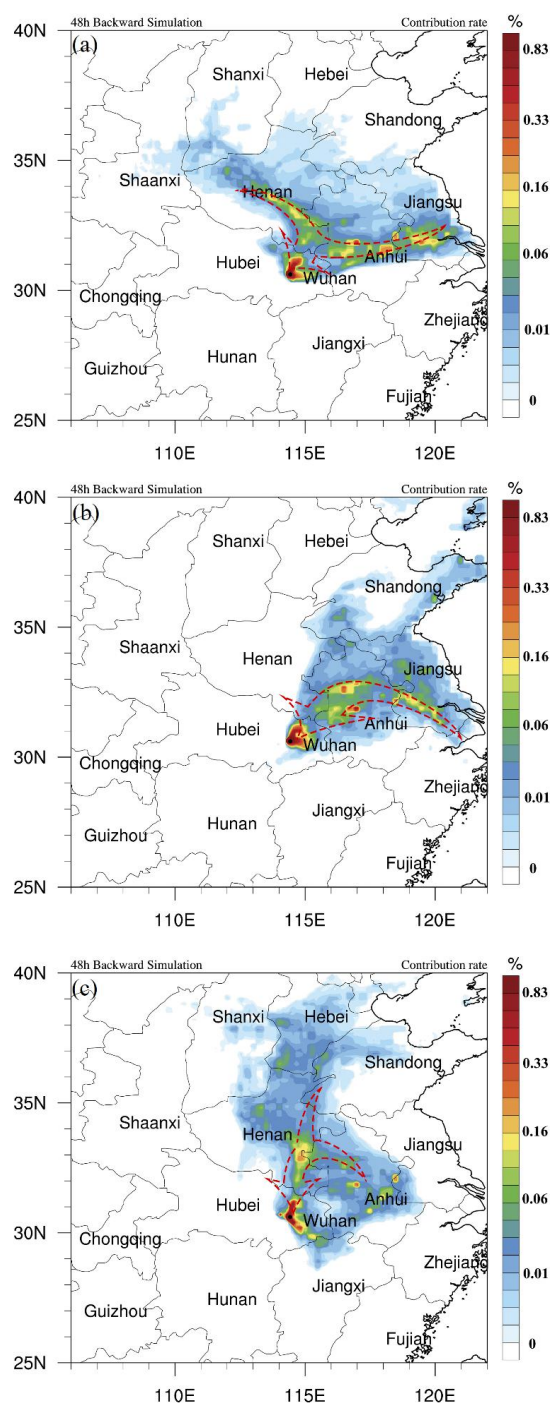 48h Backward Simulation Contribution rate %
40N (a) 0.83
Shanxi Hebei
0.33
Shandong
35N
Shaanxi 0.16
Henan
Jiangsu
0.06
Hubei Anhui
30N Wuhan
Chongqing 0.01
Zhejiang
Guizhou Hunan Jiangxi
0
Fujian
25N
110E 115E 120E
48h Backward Simulation Contribution rate %
40N (b) 0.83
Shanxi Hebei
0.33
Shandong
35N
Shaanxi Henan 0.16
Jiangsu
0.06
Hubei Anhui
30N Wuhan
Chongqing 0.01
Zhejiang
Guizhou Hunan Jiangxi
0
Fujian
25N
110E 115E 120E
48h Backward Simulation Contribution rate %
40N (c) 0.83
Shanxi Hebei
0.33
Shandong
35N
Shaanxi 0.16
Henan
Jiangsu
0.06
Hubei Anhui
30N Wuhan
Chongqing 0.01
Zhejiang
Guizhou Hunan Jiangxi
0
Fujian
25N
110E 115E 120E